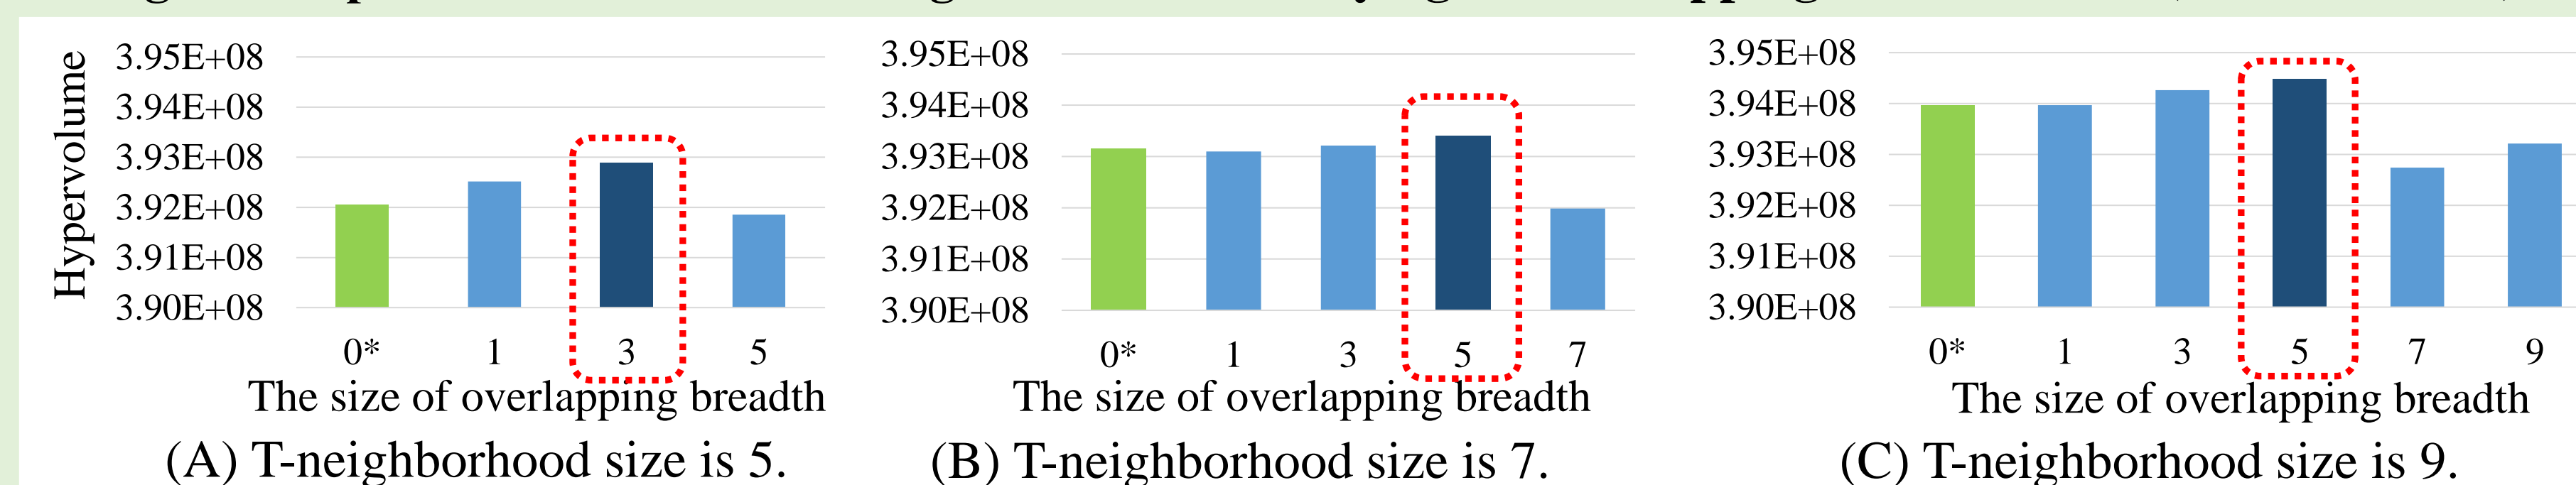 Hypervolume
3.95E+08
3.94E+08
3.93E+08
3.92E+08
3.91E+08
3.90E+08
0* 1 3 5
The size of overlapping breadth
(A) T-neighborhood size is 5.
3.95E+08
3.94E+08
3.93E+08
3.92E+08
3.91E+08
3.90E+08
0* 1 3 5 7
The size of overlapping breadth
(B) T-neighborhood size is 7.
3.95E+08
3.94E+08
3.93E+08
3.92E+08
3.91E+08
3.90E+08
0* 1 3 5 7 9
The size of overlapping breadth
(C) T-neighborhood size is 9.